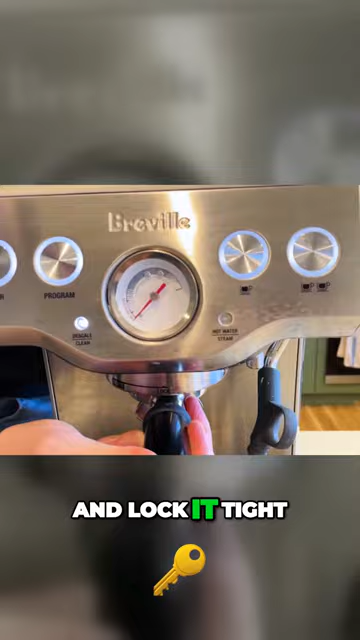 Breville
R
PROGRAM
DESCALE
CLEAN
HOT WATER
STEAM
AND LOCK IT TIGHT